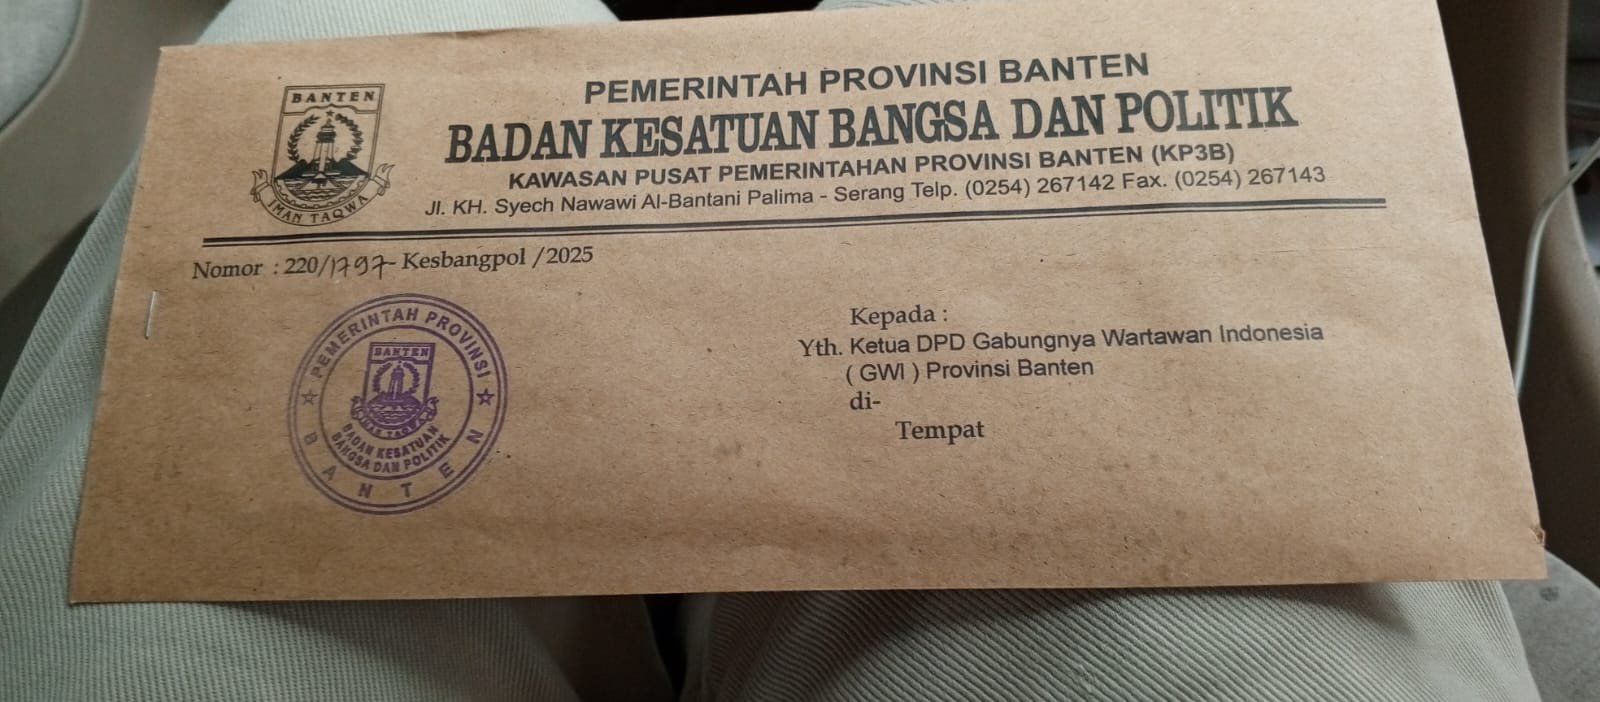 BANTEN
IMAN TAQWA
PEMERINTAH PROVINSI BANTEN
BADAN KESATUAN BANGSA DAN POLITIK
KAWASAN PUSAT PEMERINTAHAN PROVINSI BANTEN (KP3B)
Jl. KH. Syech Nawawi Al-Bantani Palima - Serang Telp. (0254) 267142 Fax. (0254) 267143
Nomor : 220/1797- Kesbangpol /2025
PEMERINTAH PROVINSI
BANTEN
IMAN TAQWA
BADAN KESATUAN
BANGSA DAN POLITIK
BANTEN
Kepada :
Yth. Ketua DPD Gabungnya Wartawan Indonesia
( GWI ) Provinsi Banten
di-
Tempat